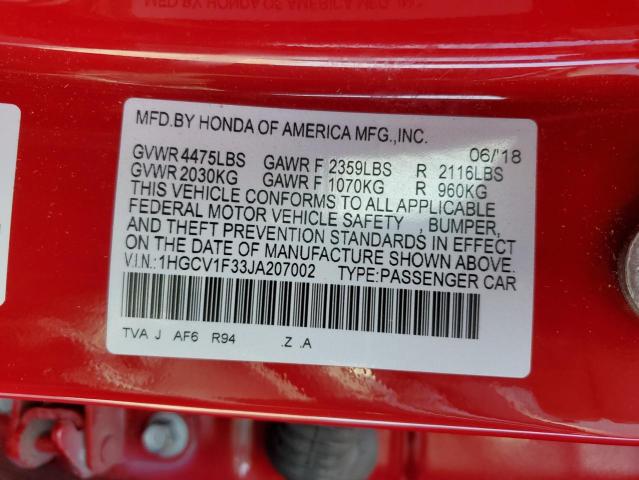 MFD.BY HONDA OF AMERICA MFG.,INC.
06/'18
GVWR 4475LBS GAWR F 2359LBS R 2116LBS
GVWR 2030KG GAWR F 1070KG R 960KG
THIS VEHICLE CONFORMS TO ALL APPLICABLE
FEDERAL MOTOR VEHICLE SAFETY , BUMPER,
AND THEFT PREVENTION STANDARDS IN EFFECT
ON THE DATE OF MANUFACTURE SHOWN ABOVE.
V.I.N.:1HGCV1F33JA207002 TYPE:PASSENGER CAR
TVA J AF6 R94 .Z .A